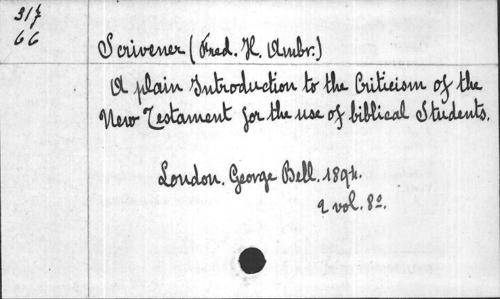 217
66
Scrivener (Fred. H. Ambr.)
A plain Introduction to the Criticism of the
New Testament for the use of biblical Students.
London. George Bell. 1894.
2 vol. 8º.